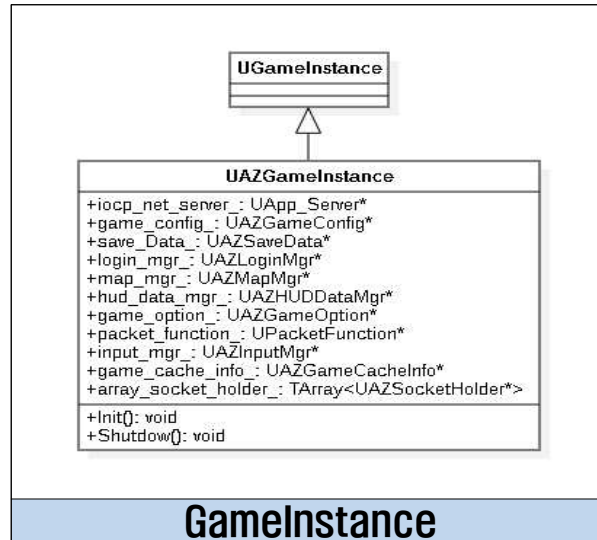 UGameInstance
UAZGameInstance
+iocp_net_server_: UApp_Server*
+game_config_: UAZGameConfig*
+save_Data_: UAZSaveData*
+login_mgr_: UAZLoginMgr*
+map_mgr_: UAZMapMgr*
+hud_data_mgr_: UAZHUDDataMgr*
+game_option_: UAZGameOption*
+packet_function_: UPacketFunction*
+input_mgr_: UAZInputMgr*
+game_cache_info_: UAZGameCacheInfo*
+array_socket_holder_: TArray<UAZSocketHolder*>
+Init(): void
+Shutdow(): void
GameInstance